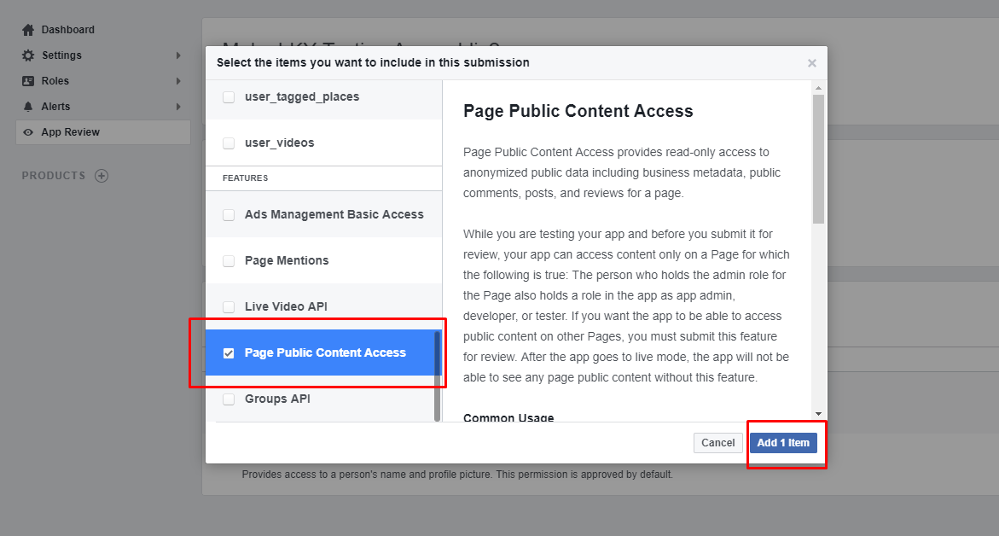 Dashboard
Settings
Roles
Alerts
App Review
PRODUCTS
Select the items you want to include in this submission
user_tagged_places
user_videos
FEATURES
Ads Management Basic Access
Page Mentions
Live Video API
Page Public Content Access
Groups API
Page Public Content Access
Page Public Content Access provides read-only access to
anonymized public data including business metadata, public
comments, posts, and reviews for a page.
While you are testing your app and before you submit it for
review, your app can access content only on a Page for which
the following is true: The person who holds the admin role for
the Page also holds a role in the app as app admin,
developer, or tester. If you want the app to be able to access
public content on other Pages, you must submit this feature
for review. After the app goes to live mode, the app will not be
able to see any page public content without this feature.
Common Usage
Cancel
Add 1 Item
Provides access to a person's name and profile picture. This permission is approved by default.